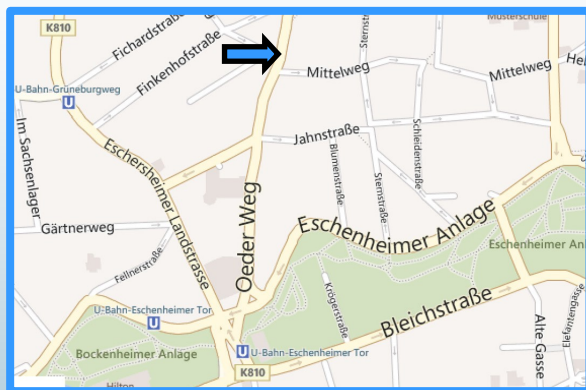 K810
Fichardstraße
Finkenhofstraße
Sternstraße
Musterschule
Mittelweg
Mittelweg
U-Bahn-Grüneburgweg
U
Im Sachsenlager
Eschersheimer Landstrasse
Jahnstraße
Schleidenstraße
Blumenstraße
Sternstraße
Oeder Weg
Gärtnerweg
Fellnerstraße
Eschenheimer Anlage
Eschenheimer An
Krögerstraße
Bleichstraße
Alte Gasse
Elefantengasse
U-Bahn-Eschenheimer Tor
U
Bockenheimer Anlage
U
U-Bahn-Eschenheimer Tor
K810
Hilton